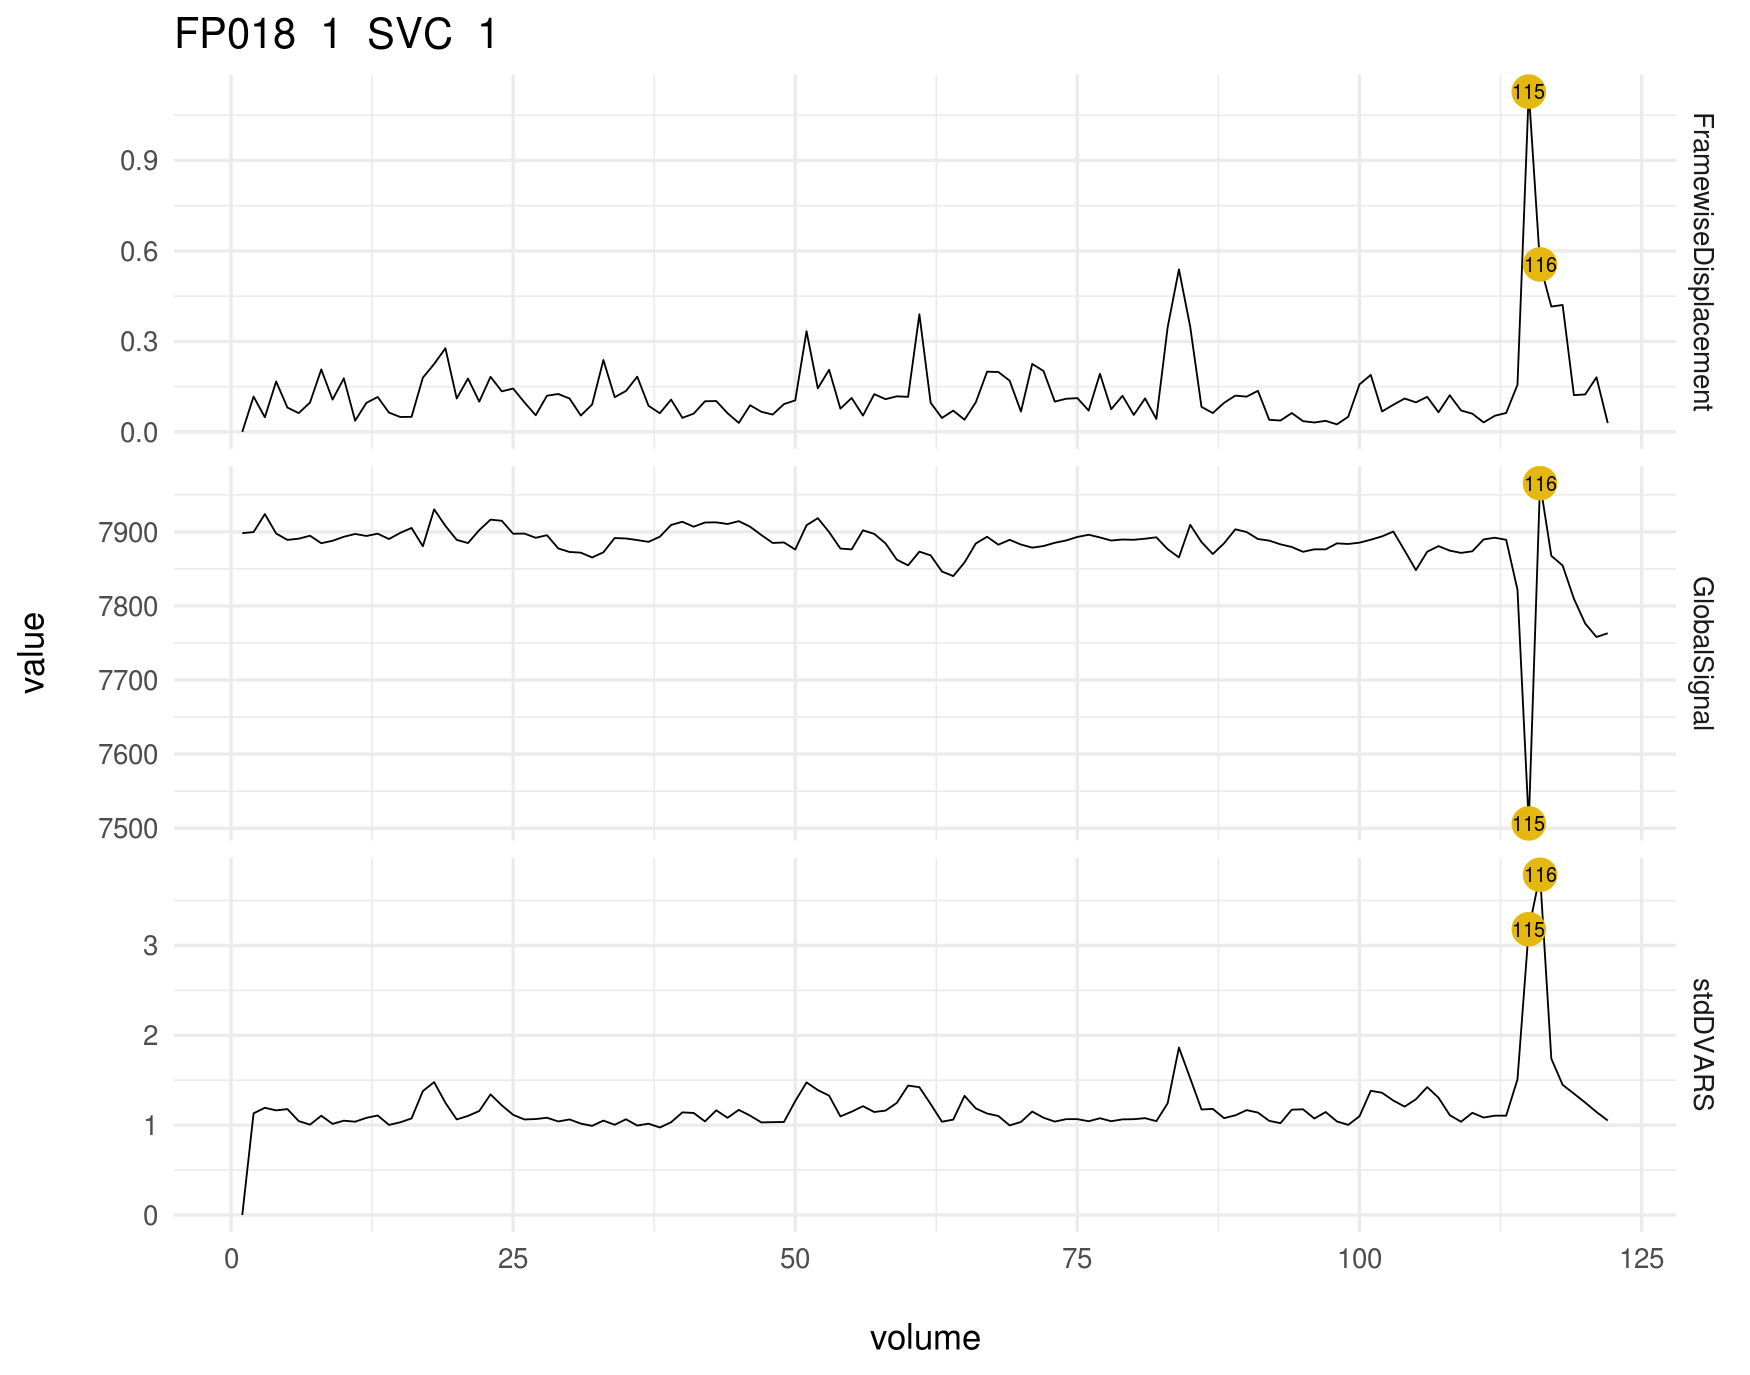 FP018 1 SVC 1
115
0.9
0.6
116
0.3
0.0
FramewiseDisplacement
116
7900
7800
7700
7600
7500
115
GlobalSignal
value
116
115
3
2
1
0
stdDVARS
0 25 50 75 100 125
volume